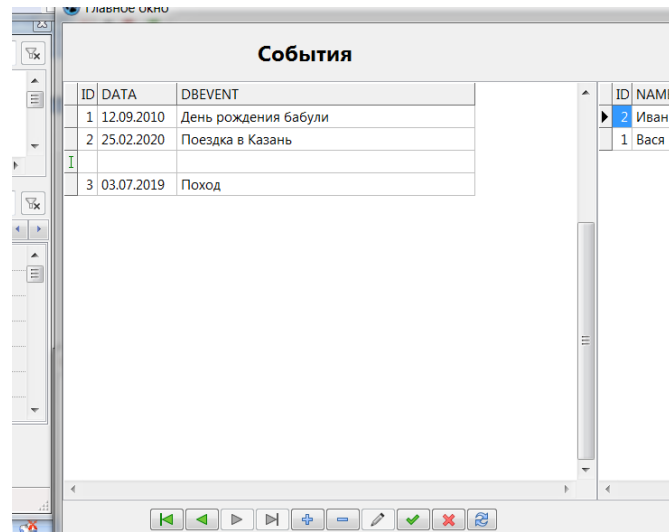 Главное окно
События
ID DATA DBEVENT
1 12.09.2010 День рождения бабули
2 25.02.2020 Поездка в Казань
3 03.07.2019 Поход
ID NAM
2 Иван
1 Вася